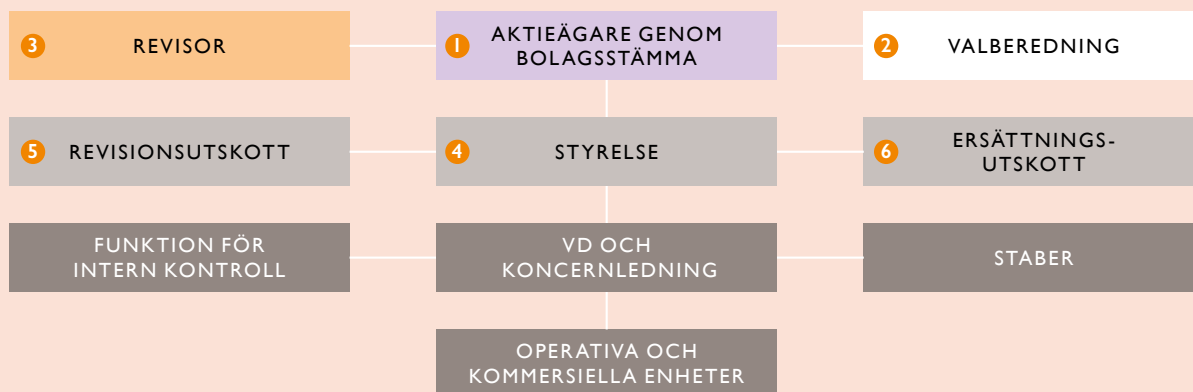 3 REVISOR
1 AKTIEÄGARE GENOM
BOLAGSSTÄMMA
2 VALBEREDNING
5 REVISIONSUTSKOTT
4 STYRELSE
6 ERSÄTTNINGS-
UTSKOTT
FUNKTION FÖR
INTERN KONTROLL
VD OCH
KONCERNLEDNING
STABER
OPERATIVA OCH
KOMMERSIELLA ENHETER